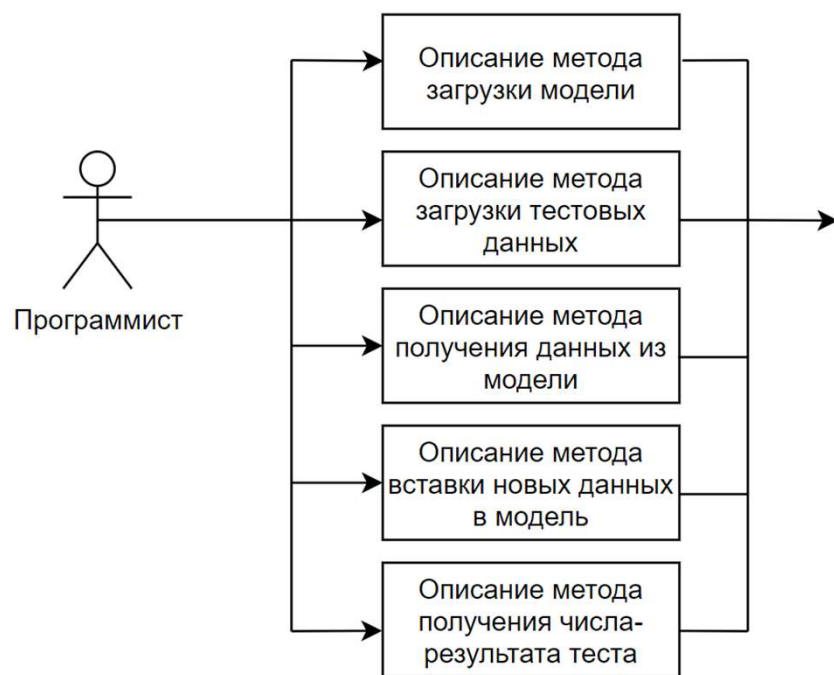 Описание метода
загрузки модели
Описание метода
загрузки тестовых
данных
Программист
Описание метода
получения данных из
модели
Описание метода
вставки новых данных
в модель
Описание метода
получения числа-
результата теста